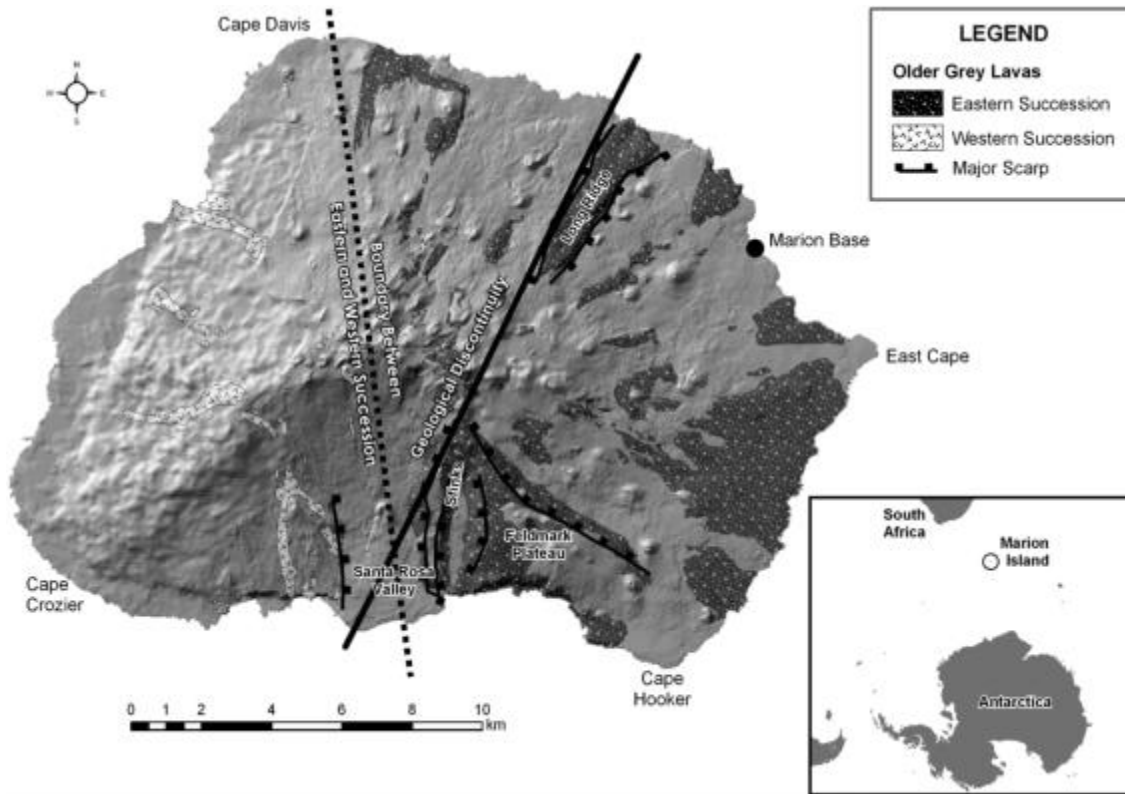 Cape Davis
N
W
E
S
LEGEND
Older Grey Lavas
Eastern Succession
Western Succession
Major Scarp
Long Ridge
Marion Base
Boundary Between
Eastern and Western Succession
Geological Discontinuity
East Cape
Feldmark
Plateau
Santa Rosa
Valley
Cape
Crozier
Cape
Hooker
0 2 4 6 8 10
km
South
Africa
Marion
Island
Antarctica